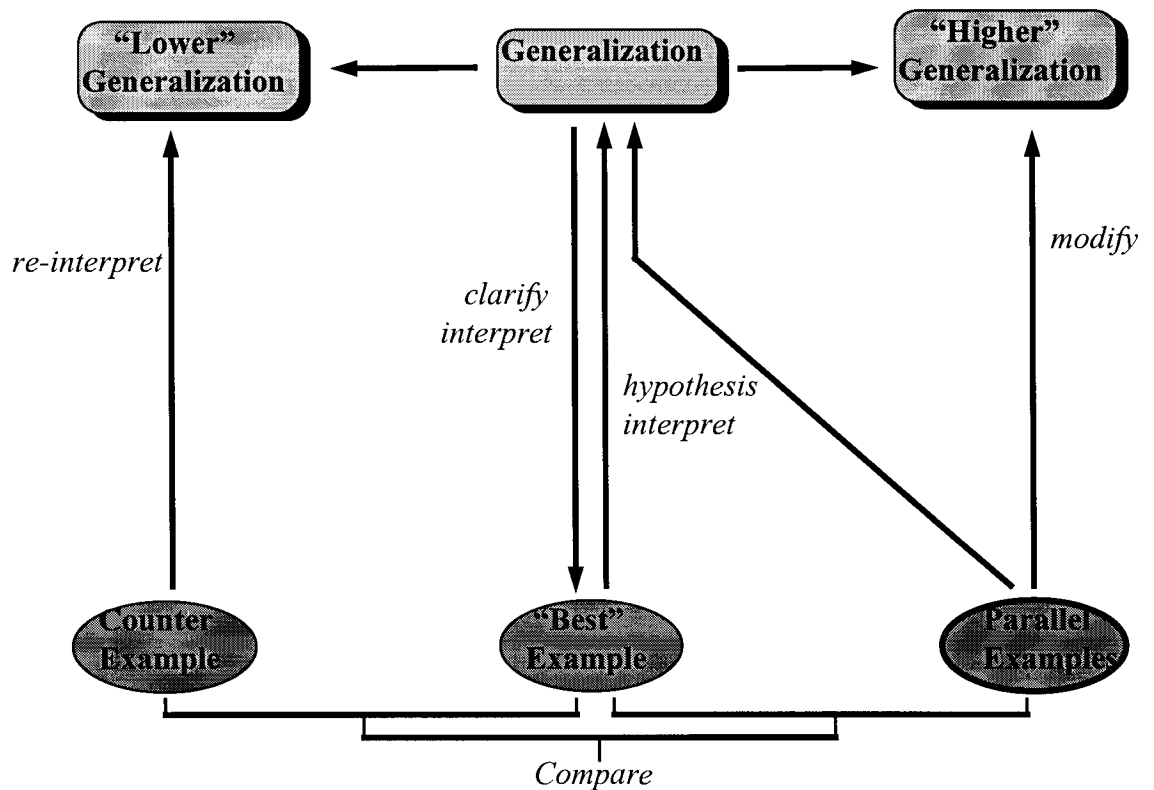 “Lower”
Generalization
Generalization
“Higher”
Generalization
re-interpret
clarify
interpret
hypothesis
interpret
modify
Counter
Example
“Best”
Example
Parallel
Examples
Compare